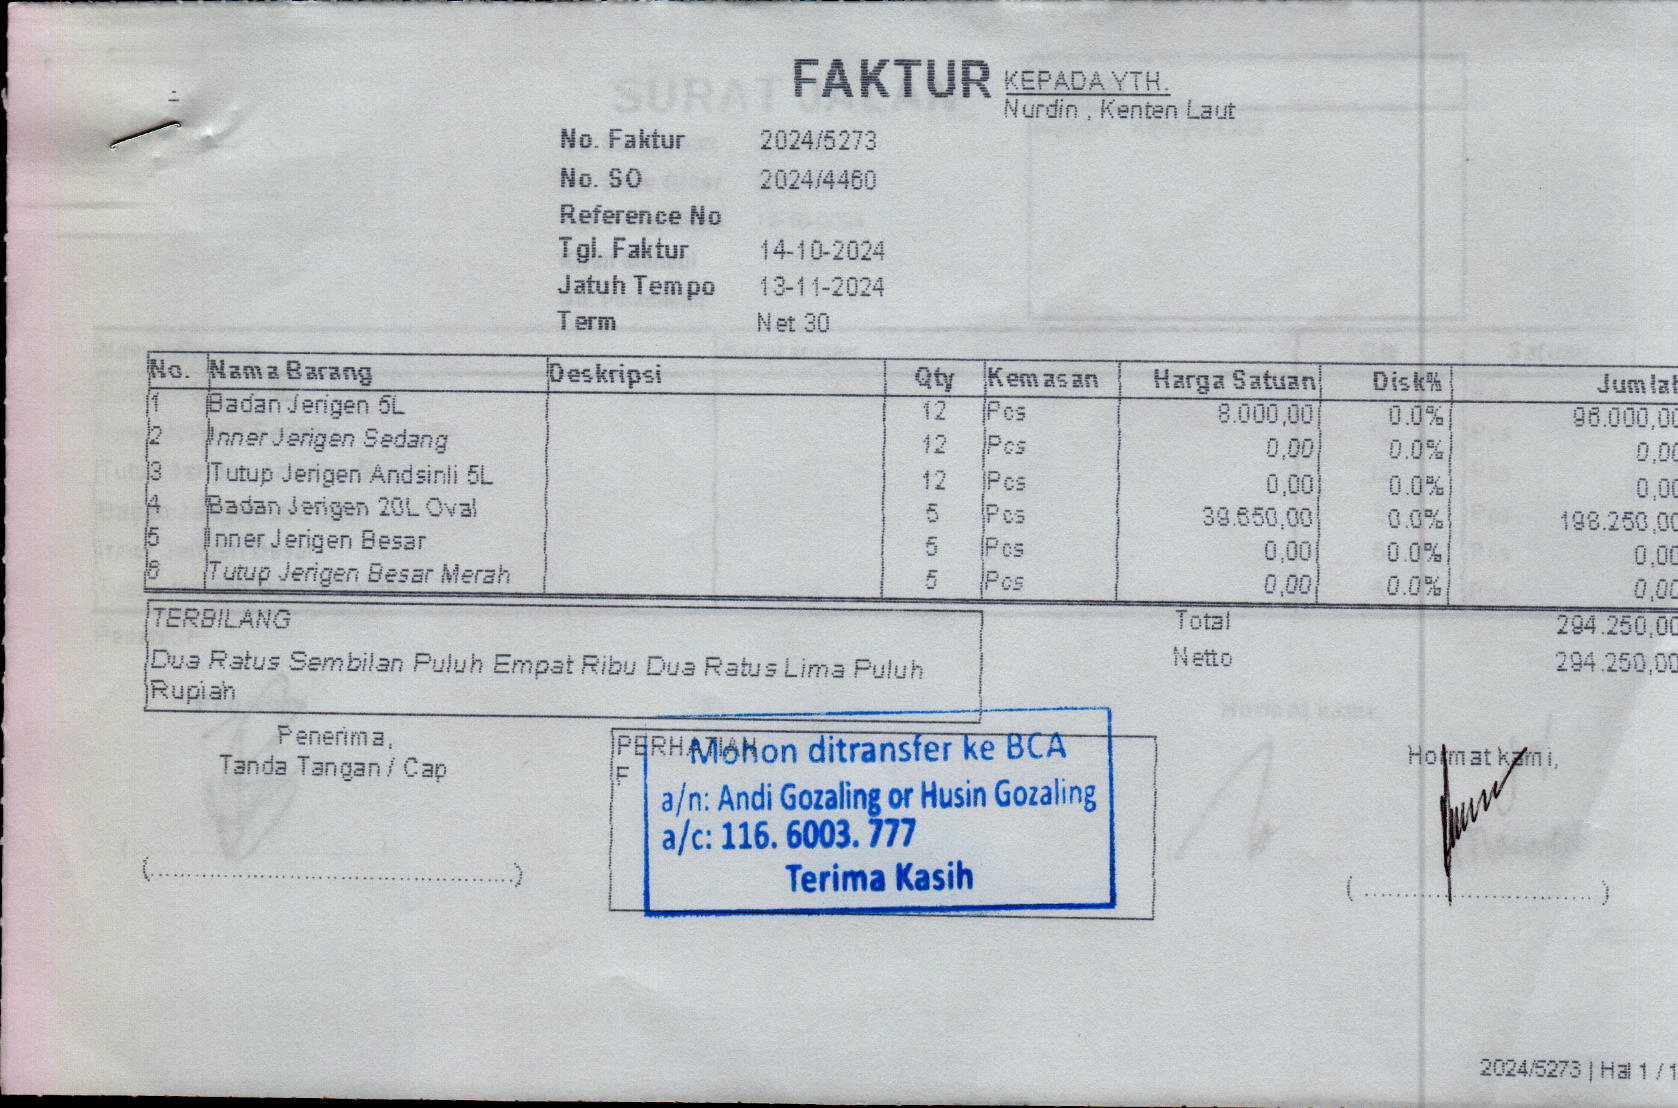 FAKTUR
KEPADA YTH.
Nurdin , Kenten Laut
No. Faktur 2024/5273
No. SO 2024/4460
Reference No
Tgl. Faktur 14-10-2024
Jatuh Tempo 13-11-2024
Term Net 30
No. Nama Barang Deskripsi Qty Kemasan Harga Satuan Disk% Jumlah
1 Badan Jerigen 5L 12 Pcs 8.000,00 0.0% 96.000,00
2 Inner Jerigen Sedang 12 Pcs 0,00 0.0% 0,00
3 Tutup Jerigen Andsinli 5L 12 Pcs 0,00 0.0% 0,00
4 Badan Jerigen 20L Oval 5 Pcs 39.650,00 0.0% 198.250,00
5 Inner Jerigen Besar 5 Pcs 0,00 0.0% 0,00
6 Tutup Jerigen Besar Merah 5 Pcs 0,00 0.0% 0,00
TERBILANG
Dua Ratus Sembilan Puluh Empat Ribu Dua Ratus Lima Puluh
Rupiah
Total 294.250,00
Netto 294.250,00
Penerima,
Tanda Tangan / Cap
(..................................................)
PERHATIAN
F
Mohon ditransfer ke BCA
a/n: Andi Gozaling or Husin Gozaling
a/c: 116. 6003. 777
Terima Kasih
Hormat kami,
( ............................... )
2024/5273 | Hal 1 / 1